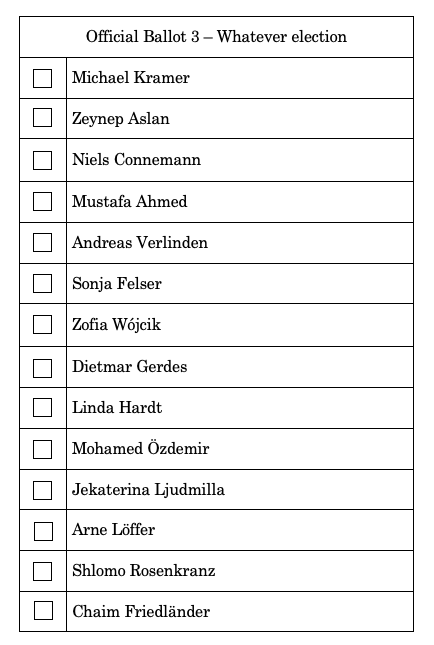 Official Ballot 3 – Whatever election
Michael Kramer
Zeynep Aslan
Niels Connemann
Mustafa Ahmed
Andreas Verlinden
Sonja Felser
Zofia Wójcik
Dietmar Gerdes
Linda Hardt
Mohamed Özdemir
Jekaterina Ljudmilla
Arne Löffer
Shlomo Rosenkranz
Chaim Friedländer